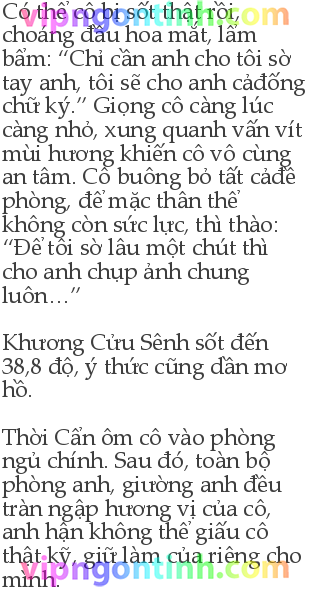 Có thể cô bị sốt thật rồi,
choáng đầu hoa mắt, lẩm
bẩm: “Chỉ cần anh cho tôi sờ
tay anh, tôi sẽ cho anh cảđống
chữ ký.” Giọng cô càng lúc
càng nhỏ, xung quanh vấn vít
mùi hương khiến cô vô cùng
an tâm. Cô buông bỏ tất cảđề
phòng, để mặc thân thể
không còn sức lực, thì thào:
“Để tôi sờ lâu một chút thì
cho anh chụp ảnh chung
luôn…”
Khương Cửu Sênh sốt đến
38,8 độ, ý thức cũng dần mơ
hồ.
Thời Cẩn ôm cô vào phòng
ngủ chính. Sau đó, toàn bộ
phòng anh, giường anh đều
tràn ngập hương vị của cô,
anh hận không thể giấu cô
thật kỹ, giữ làm của riêng cho
mình.
vipngontinh.com
vipngontinh.com